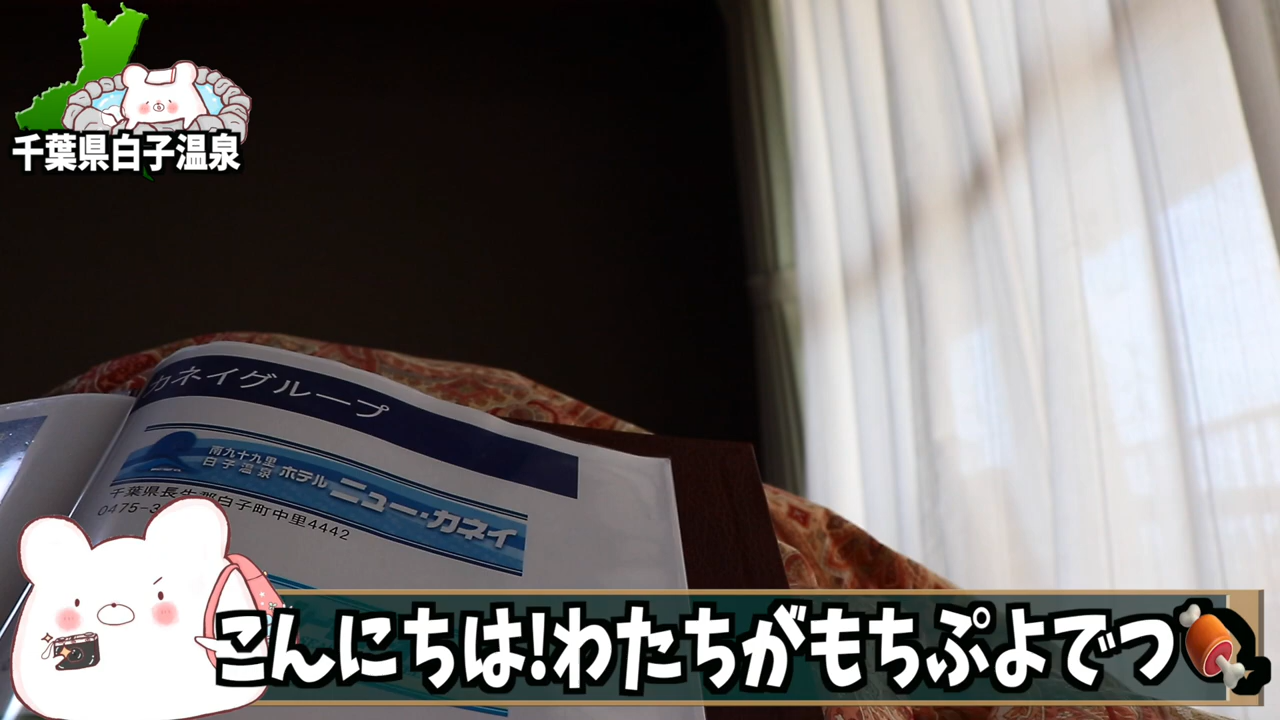 千葉県白子温泉
カネイグループ
南九十九里
白子温泉
ホテル ニュー・カネイ
千葉県長生郡白子町中里4442
0475-3
こんにちは!わたちがもちぷよでつ